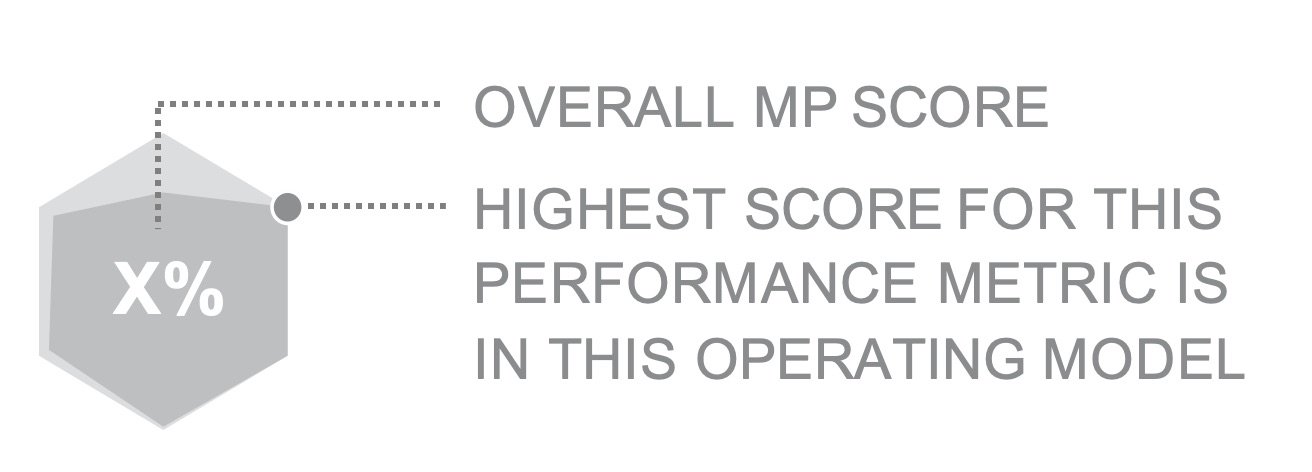 OVERALL MP SCORE
HIGHEST SCORE FOR THIS
PERFORMANCE METRIC IS
IN THIS OPERATING MODEL
X%